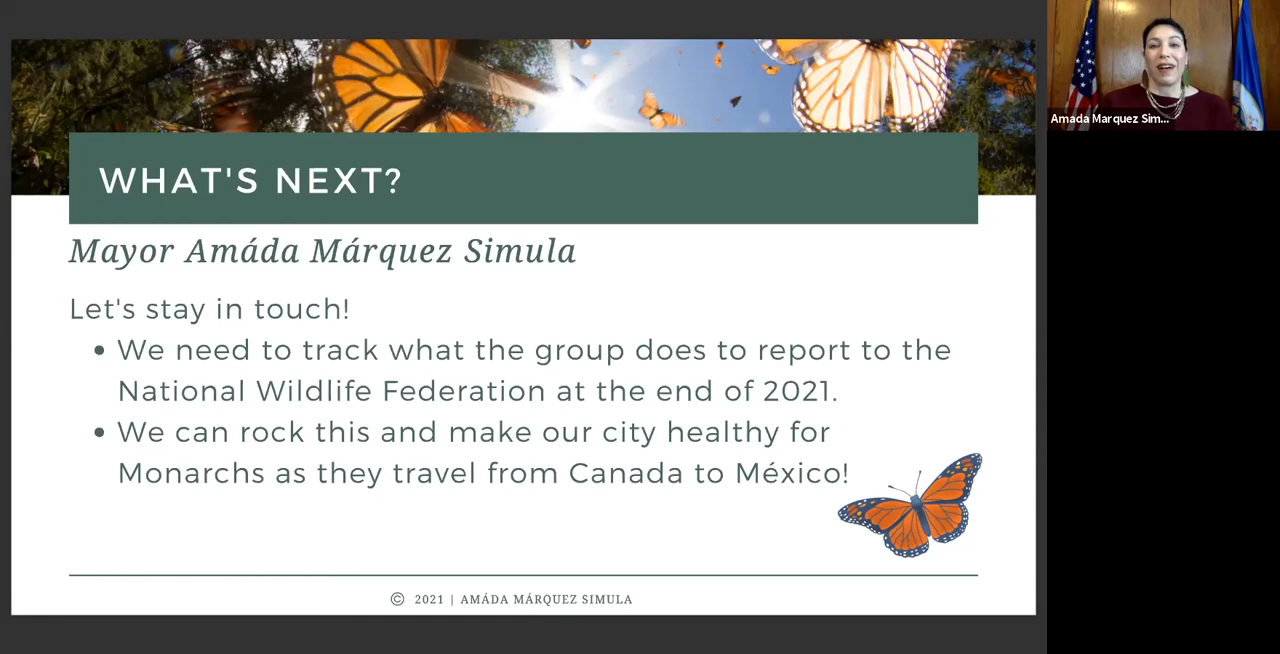 WHAT'S NEXT?
Mayor Amáda Márquez Simula
Let's stay in touch!
• We need to track what the group does to report to the
National Wildlife Federation at the end of 2021.
• We can rock this and make our city healthy for
Monarchs as they travel from Canada to México!
© 2021 | AMÁDA MÁRQUEZ SIMULA
Amada Marquez Sim...